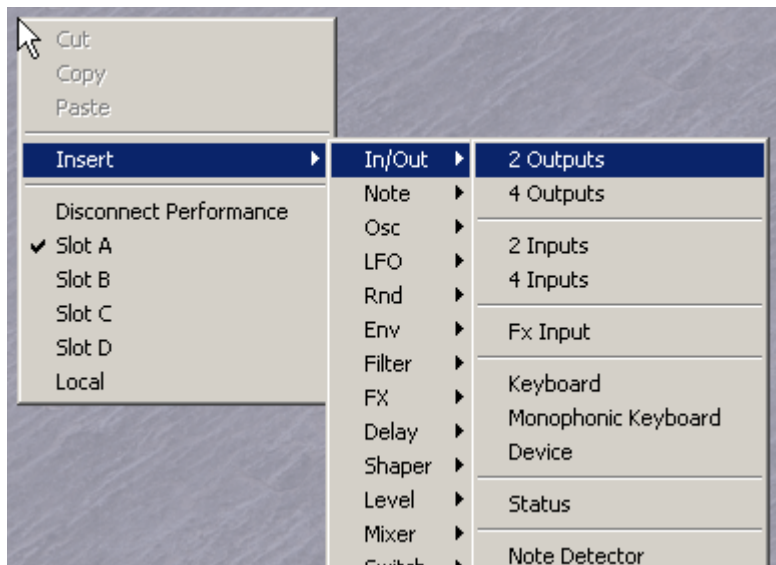 Cut
Copy
Paste
Insert
Disconnect Performance
Slot A
Slot B
Slot C
Slot D
Local
In/Out
Note
Osc
LFO
Rnd
Env
Filter
FX
Delay
Shaper
Level
Mixer
Switch
2 Outputs
4 Outputs
2 Inputs
4 Inputs
Fx Input
Keyboard
Monophonic Keyboard
Device
Status
Note Detector